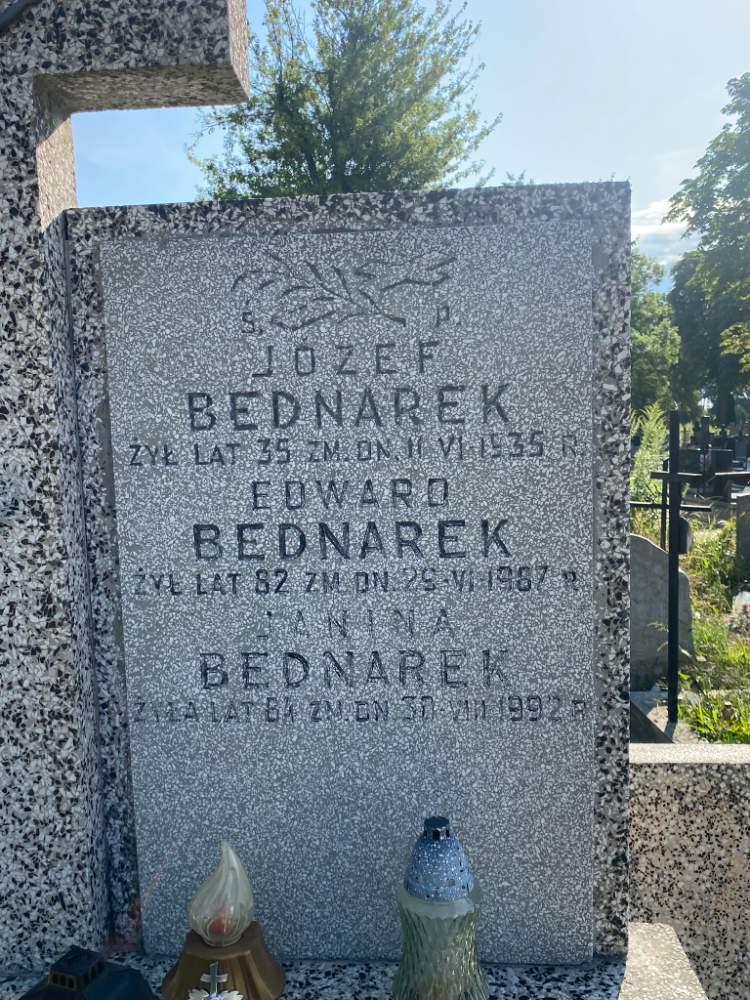 Ś. P.
JÓZEF
BEDNAREK
ŻYŁ LAT 35 ZM. DN. 11 VI-1935 R.
EDWARD
BEDNAREK
ŻYŁ LAT 82 ZM. DN. 25-VI-1987 R
JANINA
BEDNAREK
ŻYŁA LAT 84 ZM. DN 30-VIII-1992 R